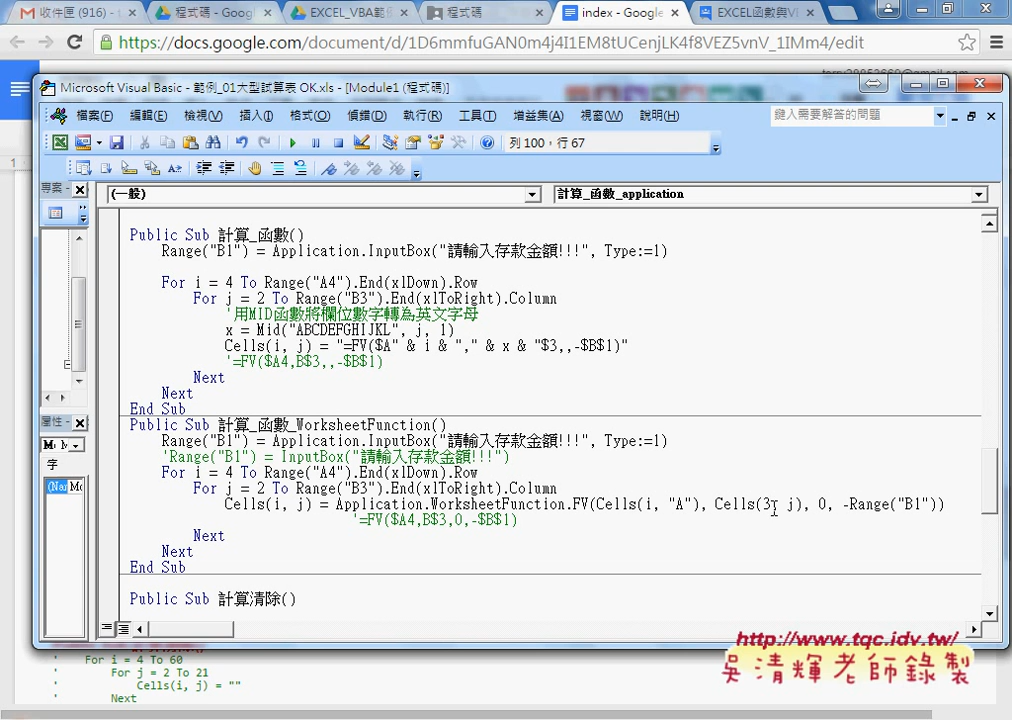 收件匣 (916) - t
程式碼 - Goog
EXCEL_VBA範例
程式碼
index - Google
EXCEL函數與VI
https://docs.google.com/document/d/1D6mmfuGAN0m4j4I1EM8tUCenjLK4f8VEZ5vnV_1IMm4/edit
Microsoft Visual Basic - 範例_01大型試算表 OK.xls - [Module1 (程式碼)]
檔案(F) 編輯(E) 檢視(V) 插入(I) 格式(O) 偵錯(D) 執行(R) 工具(T) 增益集(A) 視窗(W) 說明(H)
鍵入需要解答的問題
列 100，行 67
專案 -
(一般)
計算_函數_application
Public Sub 計算_函數()
Range("B1") = Application.InputBox("請輸入存款金額!!!", Type:=1)
For i = 4 To Range("A4").End(xlDown).Row
For j = 2 To Range("B3").End(xlToRight).Column
'用MID函數將欄位數字轉為英文字母
x = Mid("ABCDEFGHIJKL", j, 1)
Cells(i, j) = "=FV($A" & i & "," & x & "$3,,-$B$1)"
'=FV($A4,B$3,,-$B$1)
Next
Next
End Sub
Public Sub 計算_函數_WorksheetFunction()
Range("B1") = Application.InputBox("請輸入存款金額!!!", Type:=1)
'Range("B1") = InputBox("請輸入存款金額!!!")
For i = 4 To Range("A4").End(xlDown).Row
For j = 2 To Range("B3").End(xlToRight).Column
Cells(i, j) = Application.WorksheetFunction.FV(Cells(i, "A"), Cells(3, j), 0, -Range("B1"))
'=FV($A4,B$3,0,-$B$1)
Next
Next
End Sub
Public Sub 計算清除()
屬性 -
字
1
http://www.tqc.idv.tw/
吳清輝老師錄製
' For i = 4 To 60
' For j = 2 To 21
' Cells(i, j) = ""
' Next